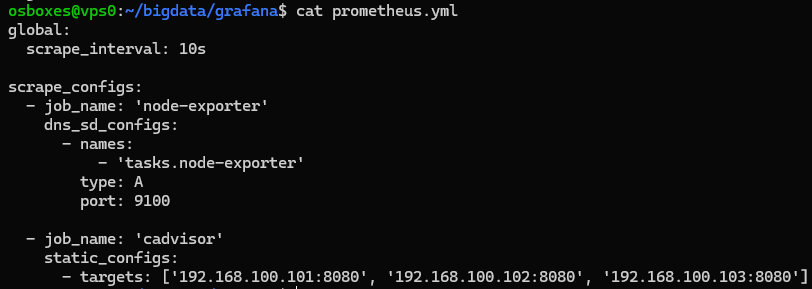 osboxes@vps0:~/bigdata/grafana$ cat prometheus.yml
global:
  scrape_interval: 10s

scrape_configs:
  - job_name: 'node-exporter'
    dns_sd_configs:
      - names:
          - 'tasks.node-exporter'
        type: A
        port: 9100

  - job_name: 'cadvisor'
    static_configs:
      - targets: ['192.168.100.101:8080', '192.168.100.102:8080', '192.168.100.103:8080']